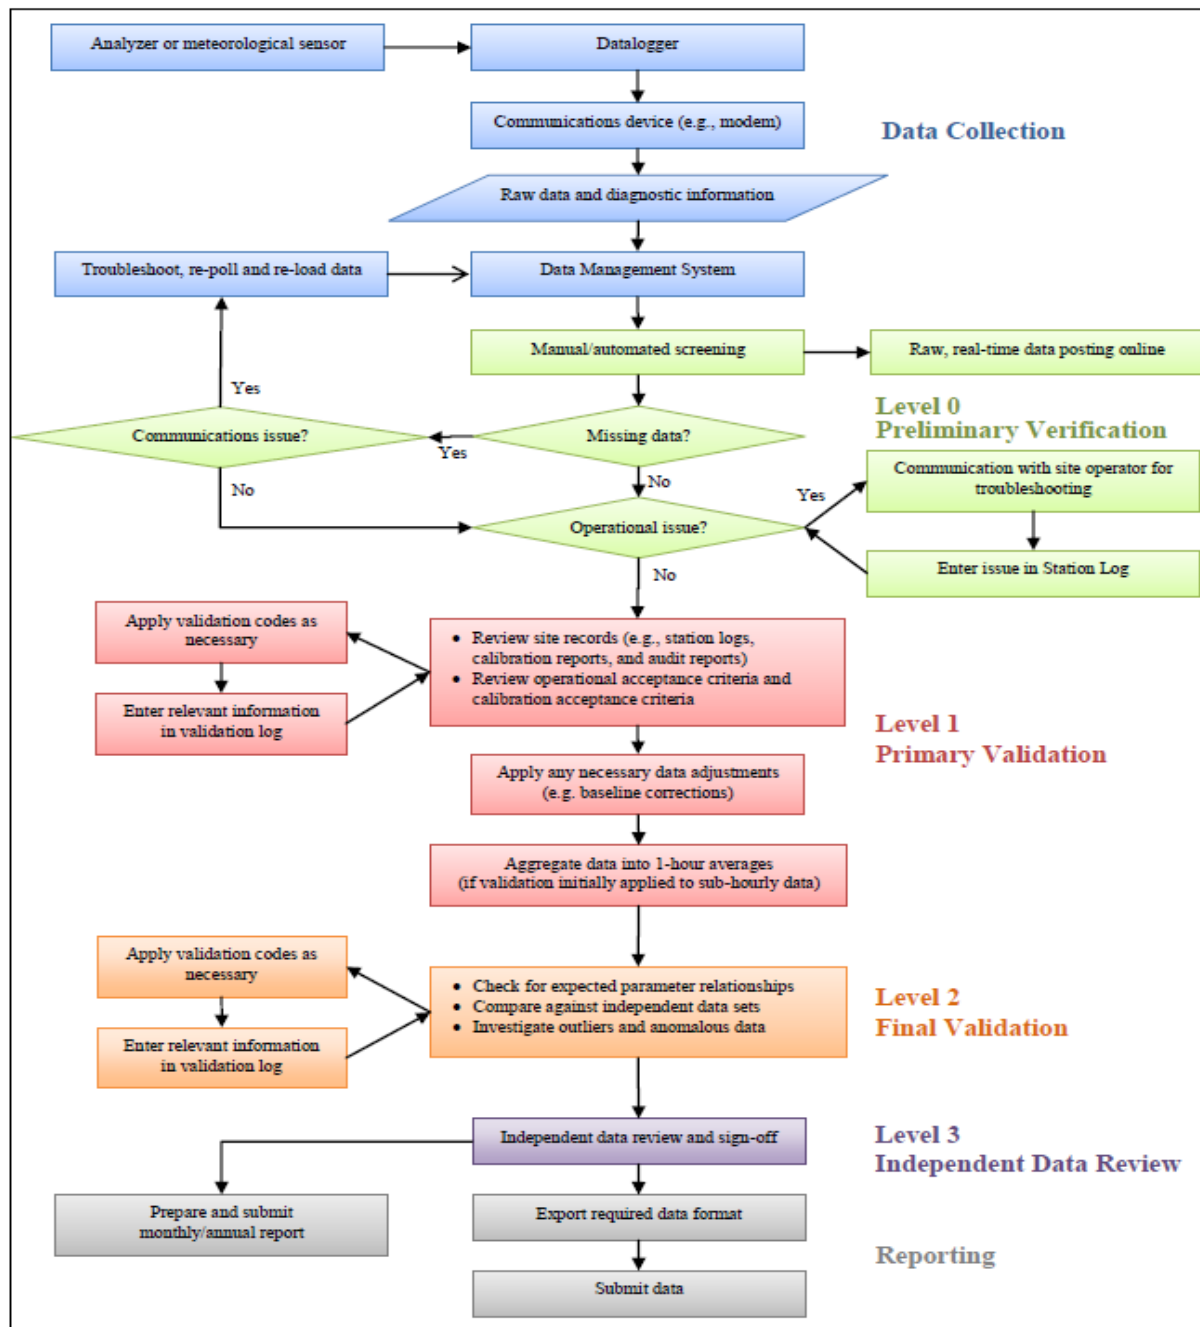 Analyzer or meteorological sensor
Datalogger
Communications device (e.g., modem)
Data Collection
Raw data and diagnostic information
Troubleshoot, re-poll and re-load data
Data Management System
Manual/automated screening
Raw, real-time data posting online
Yes
Level 0
Preliminary Verification
Communications issue?
Yes
Missing data?
Communication with site operator for
troubleshooting
No
No
Yes
Operational issue?
Enter issue in Station Log
No
Apply validation codes as
necessary
• Review site records (e.g., station logs,
calibration reports, and audit reports)
• Review operational acceptance criteria and
calibration acceptance criteria
Enter relevant information
in validation log
Level 1
Primary Validation
Apply any necessary data adjustments
(e.g. baseline corrections)
Aggregate data into 1-hour averages
(if validation initially applied to sub-hourly data)
Apply validation codes as
necessary
• Check for expected parameter relationships
• Compare against independent data sets
• Investigate outliers and anomalous data
Level 2
Final Validation
Enter relevant information
in validation log
Independent data review and sign-off
Level 3
Independent Data Review
Prepare and submit
monthly/annual report
Export required data format
Reporting
Submit data